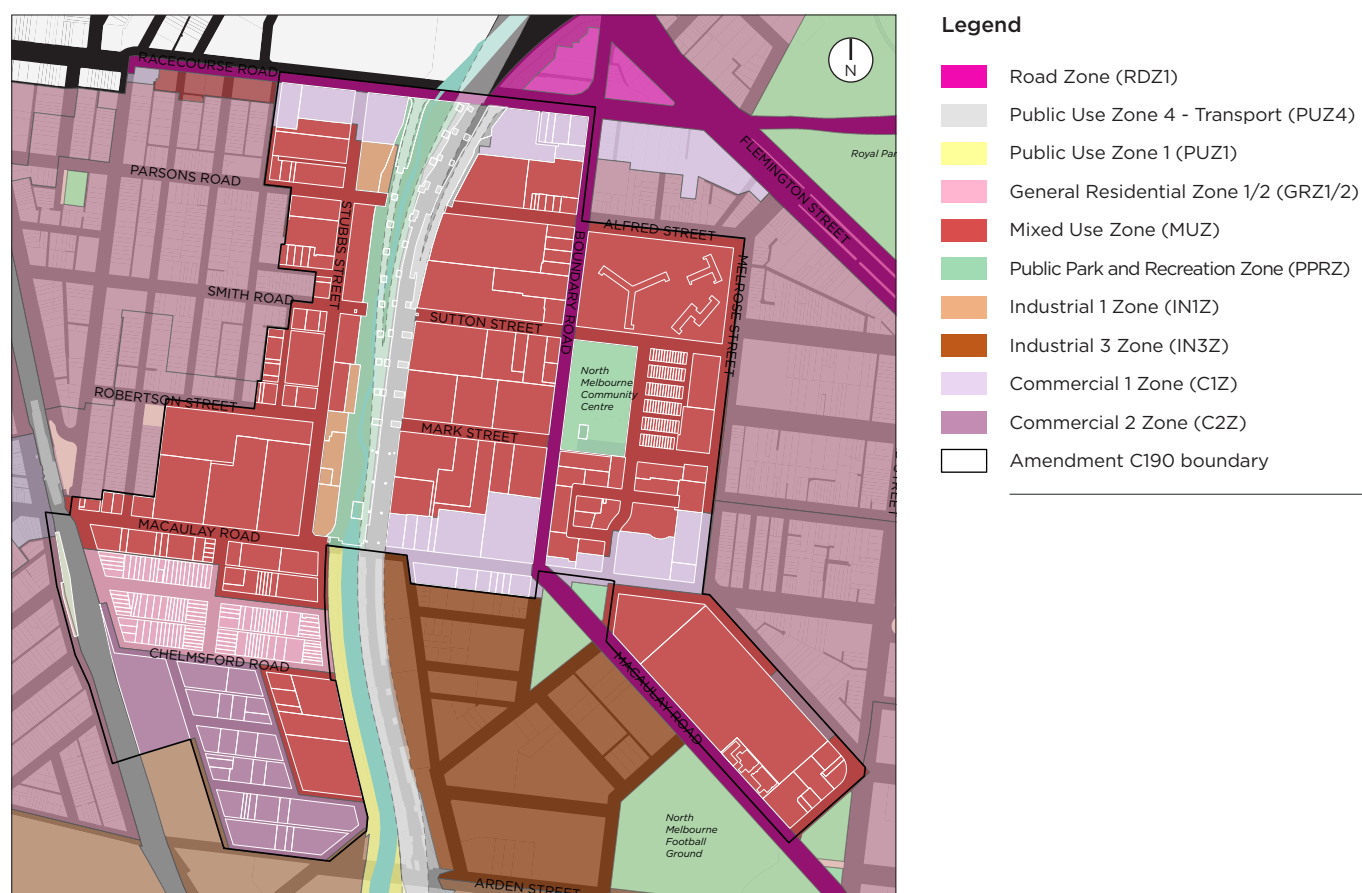 RACECOURSE ROAD
N
Royal Par
PARSONS ROAD
FLEMINGTON STREET
STUBBS STREET
ALFRED STREET
BOUNDARY ROAD
MELROSE STREET
SMITH ROAD
SUTTON STREET
North
Melbourne
Community
Centre
ROBERTSON STREET
MARK STREET
MACAULAY ROAD
CHELMSFORD ROAD
MACAULAY ROAD
North
Melbourne
Football
Ground
ARDEN STREET
Legend
Road Zone (RDZ1)
Public Use Zone 4 - Transport (PUZ4)
Public Use Zone 1 (PUZ1)
General Residential Zone 1/2 (GRZ1/2)
Mixed Use Zone (MUZ)
Public Park and Recreation Zone (PPRZ)
Industrial 1 Zone (IN1Z)
Industrial 3 Zone (IN3Z)
Commercial 1 Zone (C1Z)
Commercial 2 Zone (C2Z)
Amendment C190 boundary